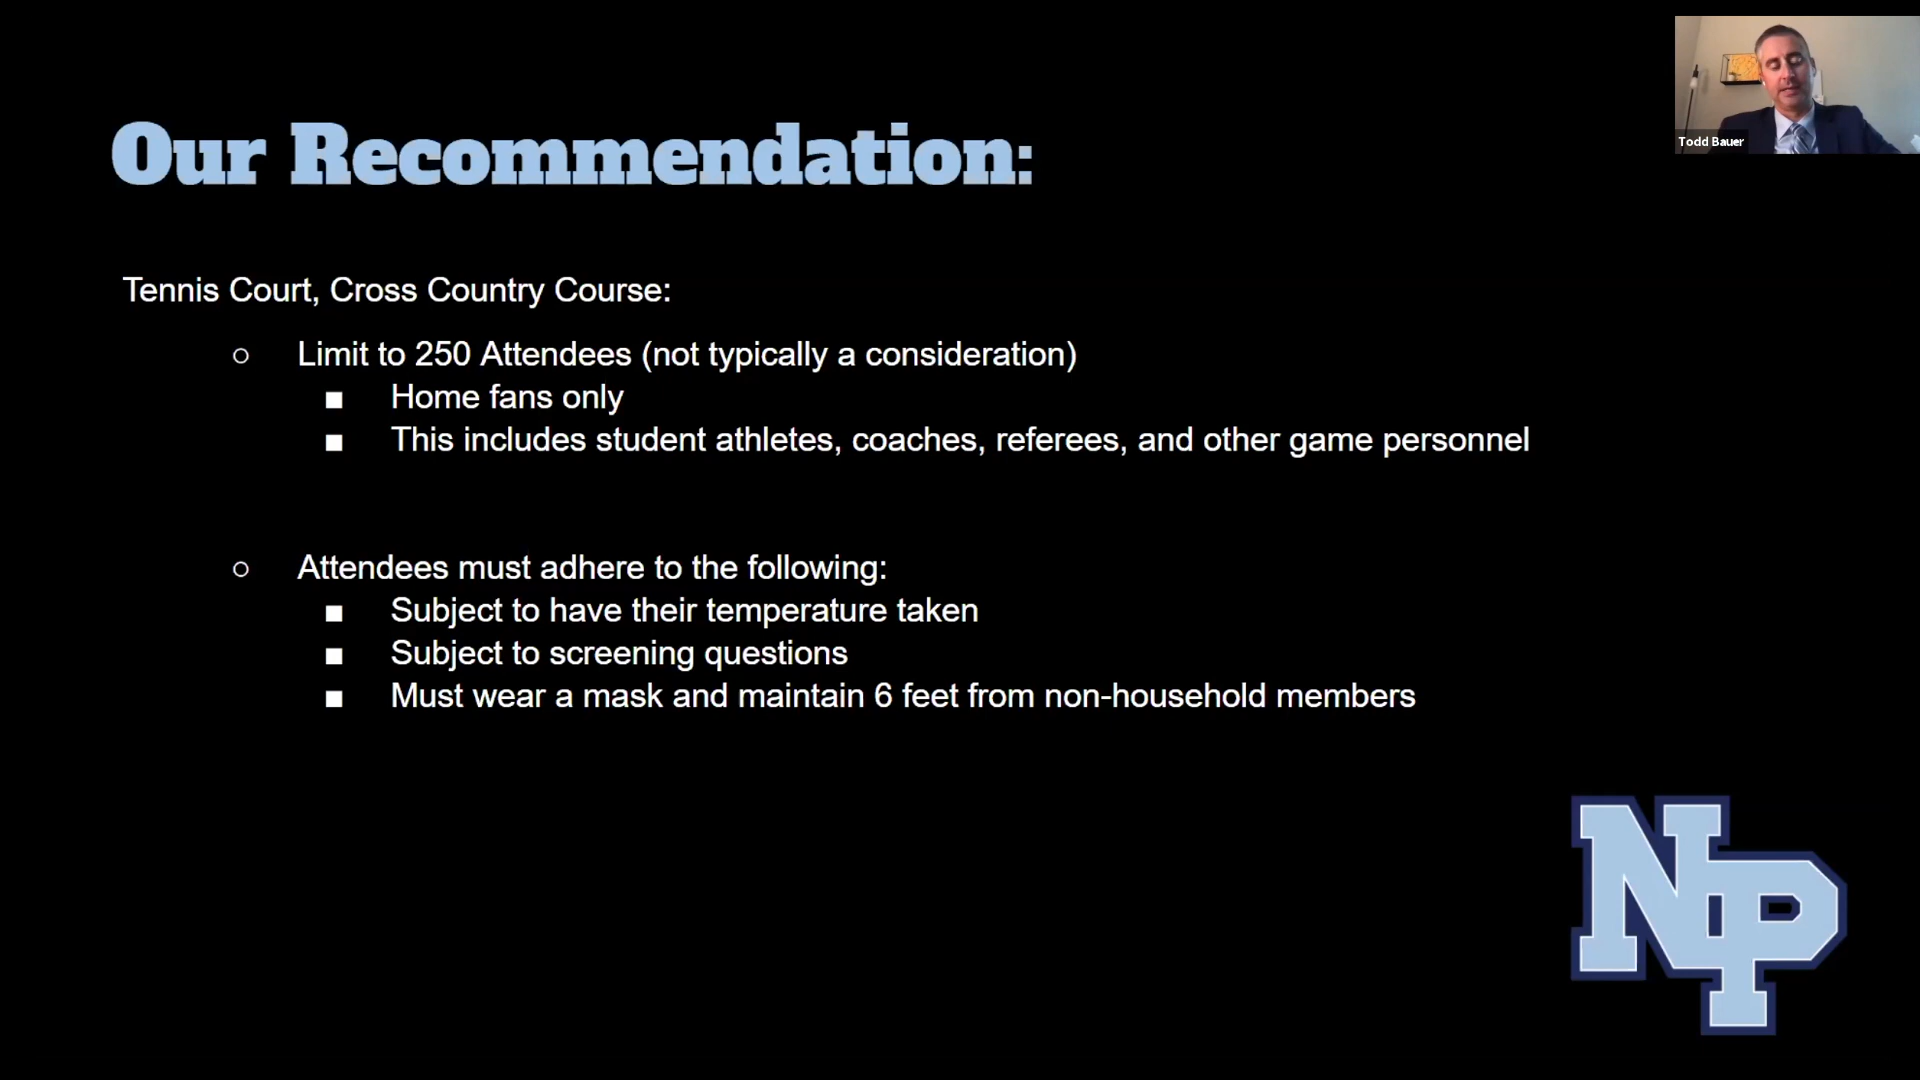 Todd Bauer
Our Recommendation:
Tennis Court, Cross Country Course:
○ Limit to 250 Attendees (not typically a consideration)
■ Home fans only
■ This includes student athletes, coaches, referees, and other game personnel
○ Attendees must adhere to the following:
■ Subject to have their temperature taken
■ Subject to screening questions
■ Must wear a mask and maintain 6 feet from non-household members
NP